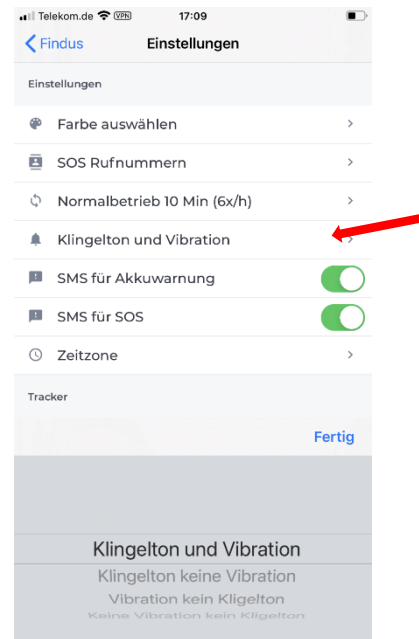 Telekom.de VPN 17:09
Findus Einstellungen
Einstellungen
Farbe auswählen
SOS Rufnummern
Normalbetrieb 10 Min (6x/h)
Klingelton und Vibration
SMS für Akkuwarnung
SMS für SOS
Zeitzone
Tracker
Fertig
Klingelton und Vibration
Klingelton keine Vibration
Vibration kein Kligelton
Keine Vibration kein Kligelton